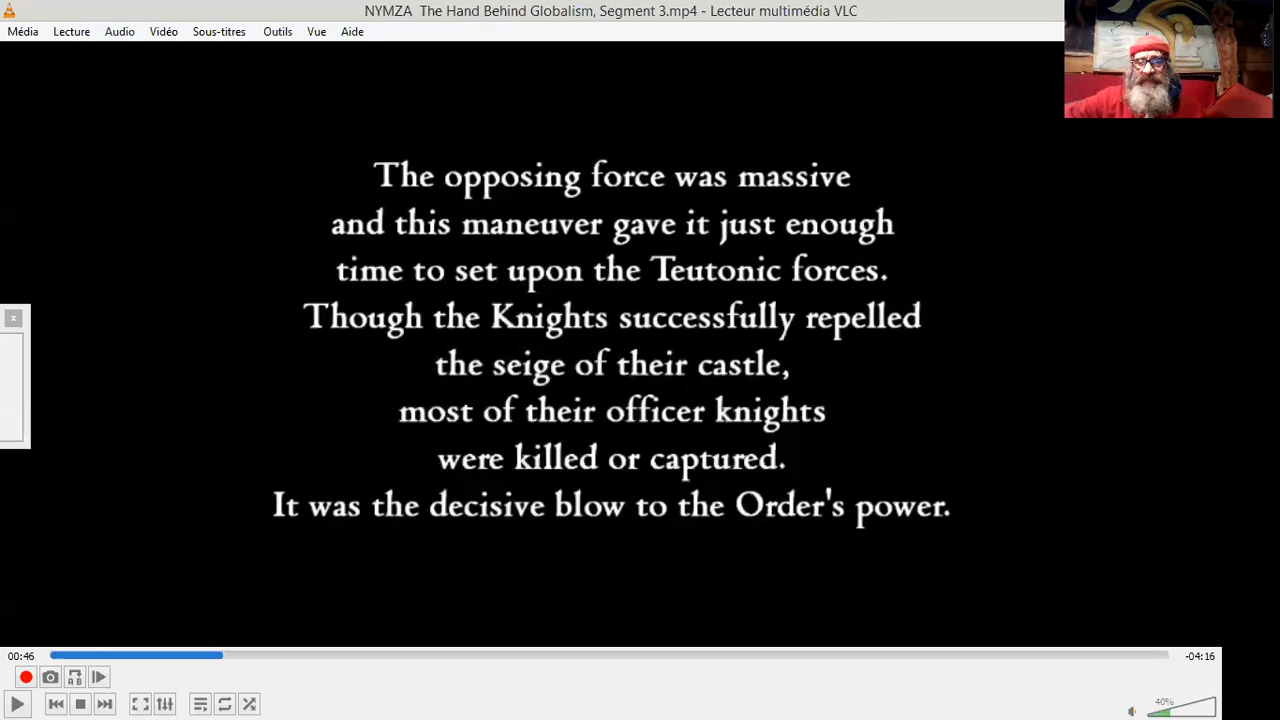 NYMZA  The Hand Behind Globalism, Segment 3.mp4 - Lecteur multimédia VLC
Média Lecture Audio Vidéo Sous-titres Outils Vue Aide
The opposing force was massive
and this maneuver gave it just enough
time to set upon the Teutonic forces.
Though the Knights successfully repelled
the seige of their castle,
most of their officer knights
were killed or captured.
It was the decisive blow to the Order's power.
x
00:46
-04:16
A B
40%